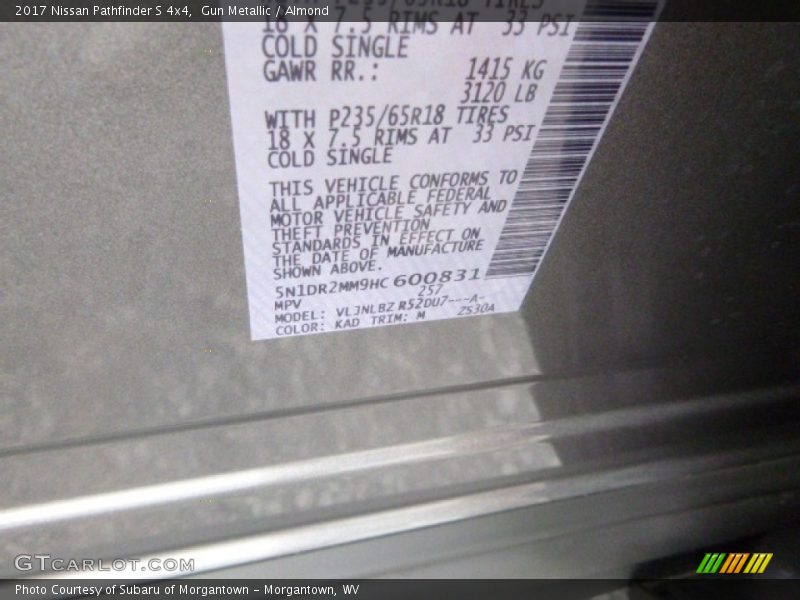 2017 Nissan Pathfinder S 4x4,  Gun Metallic / Almond
18 X 7.5 RIMS AT 33 PSI
COLD SINGLE
GAWR RR.: 1415 KG
3120 LB
WITH P235/65R18 TIRES
18 X 7.5 RIMS AT 33 PSI
COLD SINGLE
THIS VEHICLE CONFORMS TO
ALL APPLICABLE FEDERAL
MOTOR VEHICLE SAFETY AND
THEFT PREVENTION
STANDARDS IN EFFECT ON
THE DATE OF MANUFACTURE
SHOWN ABOVE.
5N1DR2MM9HC 600831
MPV 257
MODEL: VLJNLBZ R52DU7---A-
COLOR: KAD TRIM: M ZS30A
GTcarlot.com
Photo Courtesy of Subaru of Morgantown - Morgantown, WV